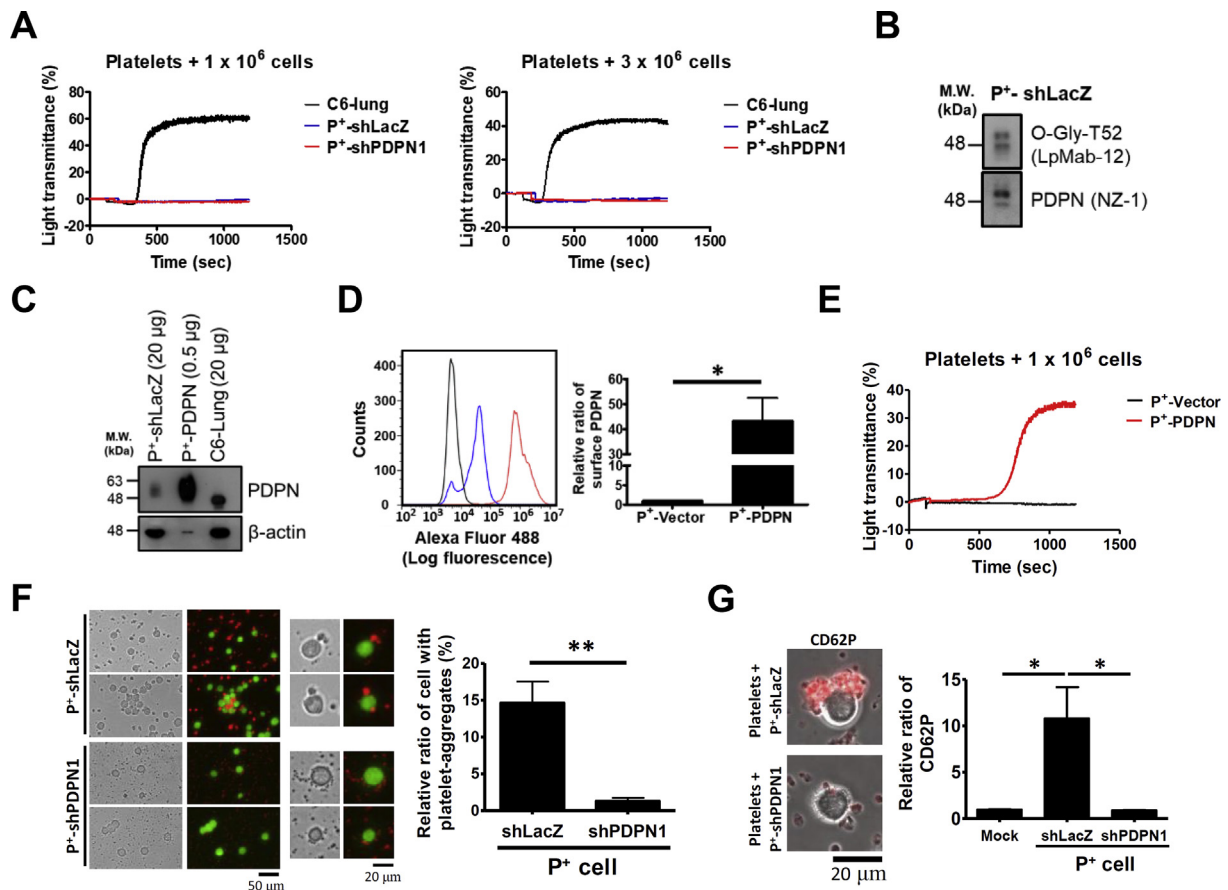 A
Platelets + 1 x 10⁶ cells
Light transmittance (%)
80
60
40
20
0
-20
0 500 1000 1500
Time (sec)
C6-lung
P⁺-shLacZ
P⁺-shPDPN1
Platelets + 3 x 10⁶ cells
Light transmittance (%)
60
40
20
0
-20
0 500 1000 1500
Time (sec)
C6-lung
P⁺-shLacZ
P⁺-shPDPN1
B
M.W.
(kDa)
P⁺- shLacZ
48
O-Gly-T52
(LpMab-12)
48
PDPN (NZ-1)
C
P⁺-shLacZ (20 µg)
P⁺-PDPN (0.5 µg)
C6-Lung (20 µg)
M.W.
(kDa)
63
48
PDPN
48
β-actin
D
Counts
400
300
200
100
0
10² 10³ 10⁴ 10⁵ 10⁶ 10⁷
Alexa Fluor 488
(Log fluorescence)
Relative ratio of
surface PDPN
60
50
40
30
10
5
0
*
P⁺-Vector P⁺-PDPN
E
Platelets + 1 x 10⁶ cells
Light transmittance (%)
40
30
20
10
0
-10
0 500 1000 1500
Time (sec)
P⁺-Vector
P⁺-PDPN
F
P⁺-shLacZ
P⁺-shPDPN1
50 µm
20 µm
Relative ratio of cell with
platelet-aggregates (%)
20
15
10
5
0
**
shLacZ shPDPN1
P⁺ cell
G
CD62P
Platelets +
P⁺-shLacZ
Platelets +
P⁺-shPDPN1
20 µm
Relative ratio of
CD62P
15
10
5
0
* *
Mock shLacZ shPDPN1
P⁺ cell